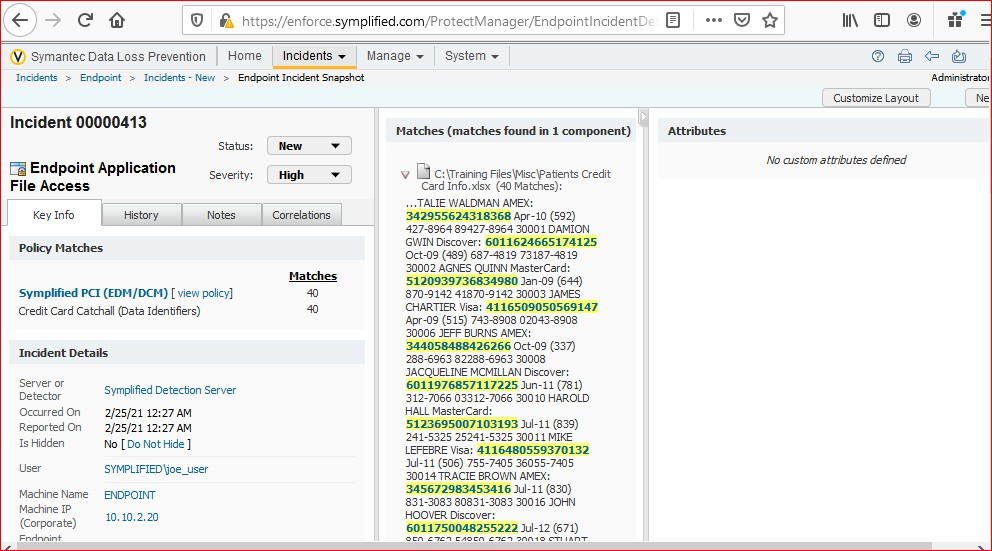 https://enforce.symplified.com/ProtectManager/EndpointIncidentDe
Symantec Data Loss Prevention
Home
Incidents
Manage
System
Incidents > Endpoint > Incidents - New > Endpoint Incident Snapshot
Administrator
Customize Layout
Ne
Incident 00000413
Status: New
Endpoint Application
File Access
Severity: High
Key Info
History
Notes
Correlations
Policy Matches
Matches
Symplified PCI (EDM/DCM) [ view policy] 40
Credit Card Catchall (Data Identifiers) 40
Incident Details
Server or
Detector
Symplified Detection Server
Occurred On 2/25/21 12:27 AM
Reported On 2/25/21 12:27 AM
Is Hidden No [ Do Not Hide ]
User SYMPLIFIED\joe_user
Machine Name ENDPOINT
Machine IP
(Corporate)
10.10.2.20
Endpoint
Matches (matches found in 1 component)
C:\Training Files\Misc\Patients Credit
Card Info.xlsx (40 Matches):
...TALIE WALDMAN AMEX:
342955624318368 Apr-10 (592)
427-8964 89427-8964 30001 DAMION
GWIN Discover: 6011624665174125
Oct-09 (489) 687-4819 73187-4819
30002 AGNES QUINN MasterCard:
5120939736834980 Jan-09 (644)
870-9142 41870-9142 30003 JAMES
CHARTIER Visa: 4116509050569147
Apr-09 (515) 743-8908 02043-8908
30006 JEFF BURNS AMEX:
344058488426266 Oct-09 (337)
288-6963 82288-6963 30008
JACQUELINE MCMILLAN Discover:
6011976857117225 Jun-11 (781)
312-7066 03312-7066 30010 HAROLD
HALL MasterCard:
5123695007103193 Jul-11 (839)
241-5325 25241-5325 30011 MIKE
LEFEBRE Visa: 4116480559370132
Jul-11 (506) 755-7405 36055-7405
30014 TRACIE BROWN AMEX:
345672983453416 Jul-11 (830)
831-3083 80831-3083 30016 JOHN
HOOVER Discover:
6011750048255222 Jul-12 (671)
850-6762 54850-6762 30018 STUART
Attributes
No custom attributes defined